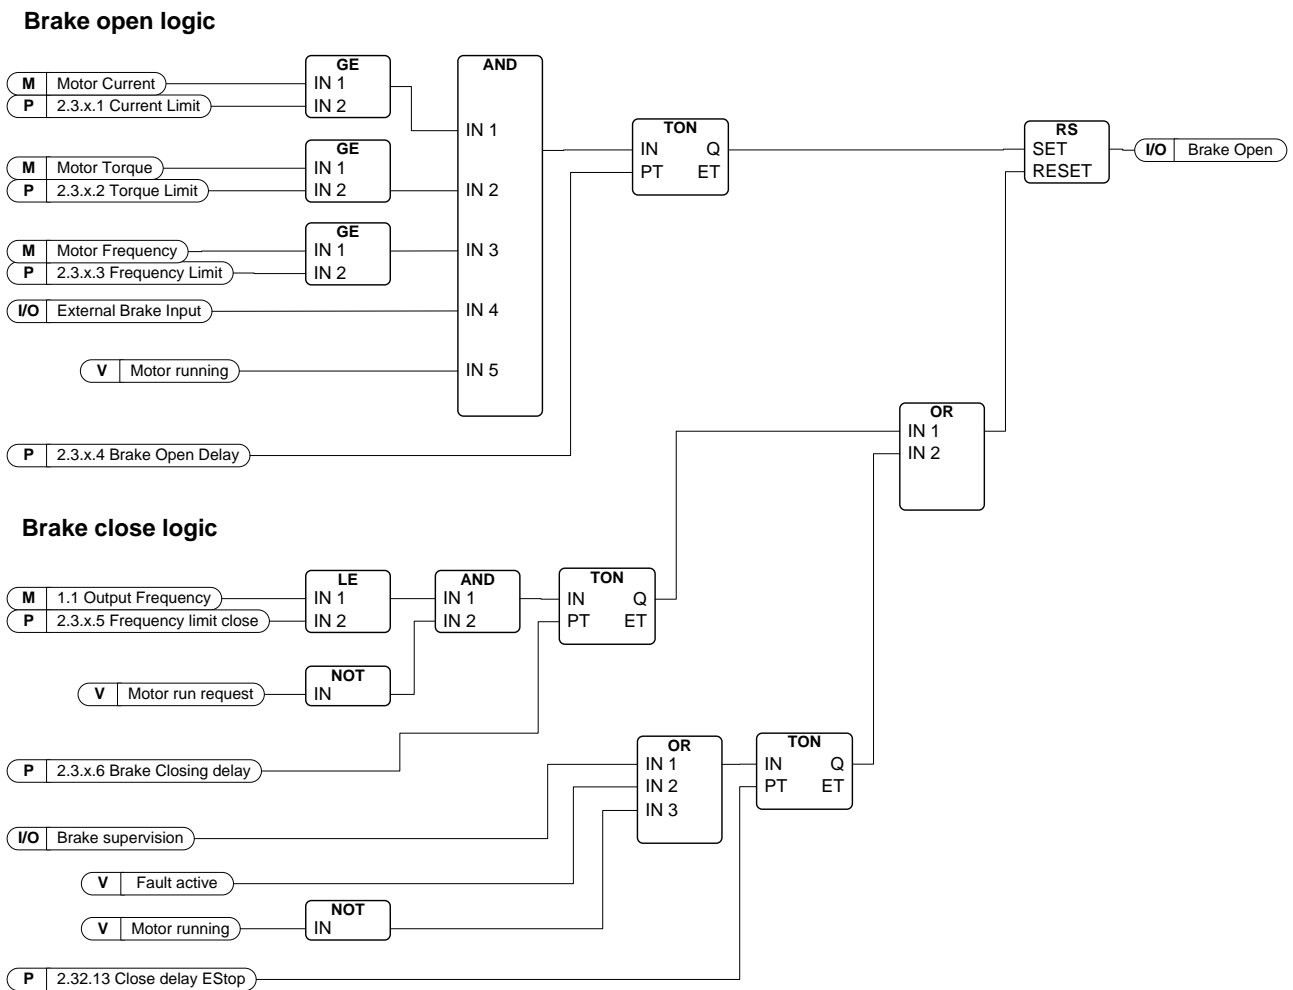 Brake open logic
GE
AND
M Motor Current
IN 1
P 2.3.x.1 Current Limit
IN 2
IN 1
TON
RS
GE
IN Q
SET
I/O Brake Open
M Motor Torque
IN 1
PT ET
RESET
P 2.3.x.2 Torque Limit
IN 2
IN 2
GE
M Motor Frequency
IN 1
IN 3
P 2.3.x.3 Frequency Limit
IN 2
I/O External Brake Input
IN 4
V Motor running
IN 5
OR
IN 1
P 2.3.x.4 Brake Open Delay
IN 2
Brake close logic
LE
AND
TON
M 1.1 Output Frequency
IN 1
IN 1
IN Q
P 2.3.x.5 Frequency limit close
IN 2
IN 2
PT ET
NOT
V Motor run request
IN
OR
TON
P 2.3.x.6 Brake Closing delay
IN 1
IN Q
IN 2
PT ET
IN 3
I/O Brake supervision
V Fault active
NOT
V Motor running
IN
P 2.32.13 Close delay EStop